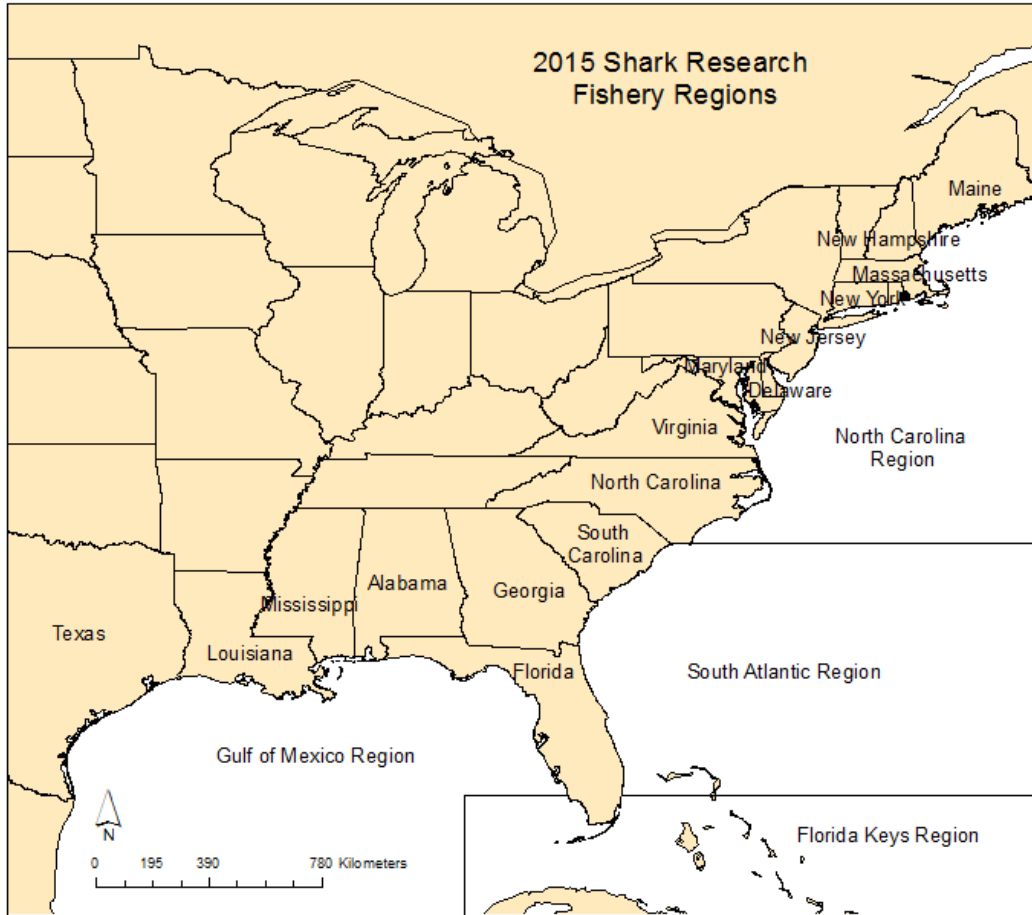 2015 Shark Research
Fishery Regions
Maine
New Hampshire
Massachusetts
New York
New Jersey
Maryland
Delaware
Virginia
North Carolina
Region
North Carolina
South
Carolina
Alabama
Georgia
Mississippi
Texas
Louisiana
Florida
South Atlantic Region
Gulf of Mexico Region
Florida Keys Region
N
0 195 390 780 Kilometers